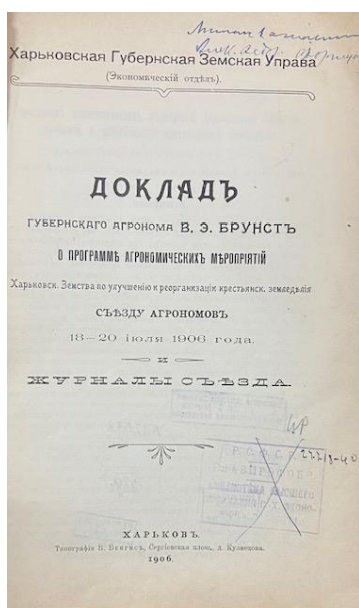 Харьковская Губернская Земская Управа
(Экономическій отдѣлъ).
ДОКЛАДЪ
ГУБЕРНСКАГО АГРОНОМА В. Э. БРУНСТЪ
О ПРОГРАММѢ АГРОНОМИЧЕСКИХЪ МѢРОПРІЯТІЙ
Харьковск. Земства по улучшенію и реорганизаціи крестьянск. земледѣлія
СЪѢЗДУ АГРОНОМОВЪ
18—20 іюля 1906 года.
И
ЖУРНАЛЫ СЪѢЗДА.
Р. С. Ф. С. Р.
ХАРЬКОВЪ.
Типографія Б. Бенгисъ, Сергіевская площ., д. Кузнецова.
1906.